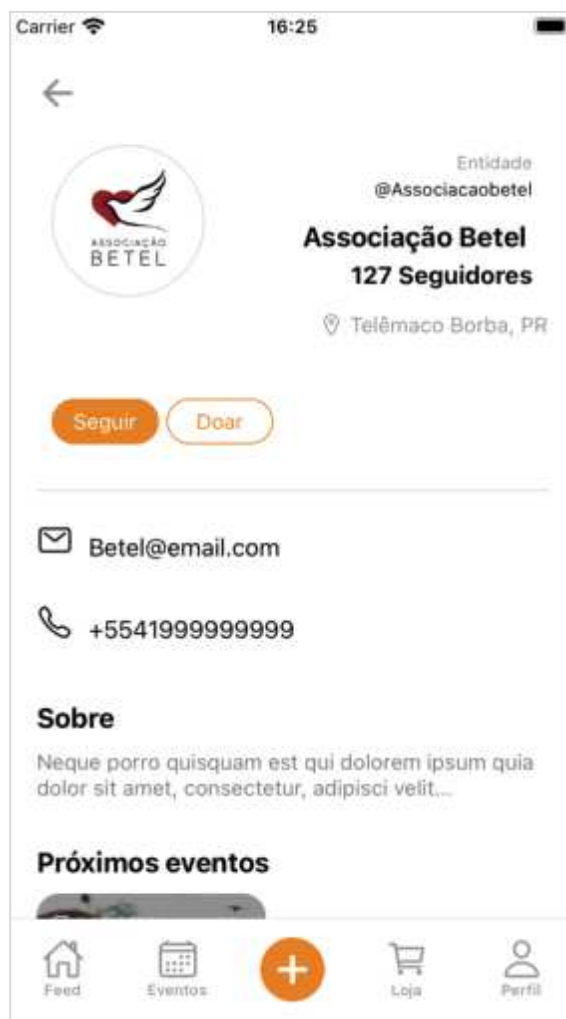 Carrier
16:25
Entidade
@Associacaobetel
Associação Betel
127 Seguidores
Telêmaco Borba, PR
ASSOCIAÇÃO
BETEL
Seguir
Doar
Betel@email.com
+5541999999999
Sobre
Neque porro quisquam est qui dolorem ipsum quia
dolor sit amet, consectetur, adipisci velit...
Próximos eventos
Feed
Eventos
Loja
Perfil